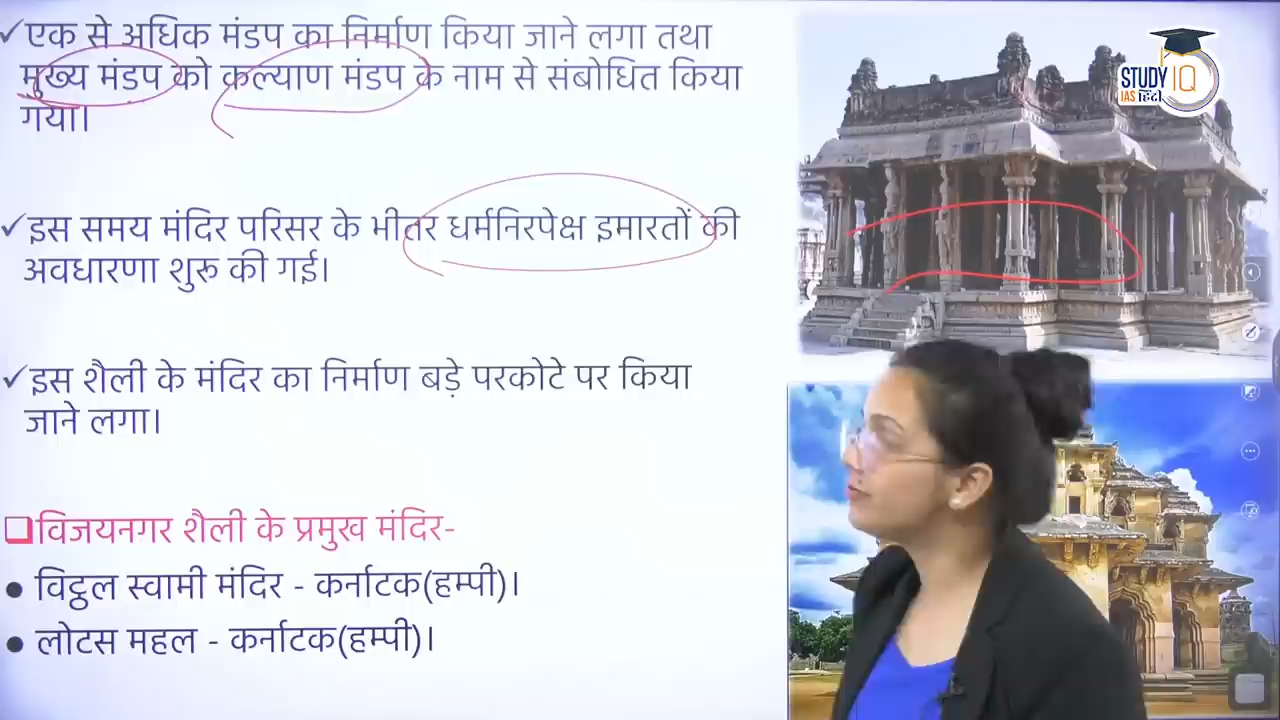 ✓एक से अधिक मंडप का निर्माण किया जाने लगा तथा
मुख्य मंडप को कल्याण मंडप के नाम से संबोधित किया
गया।
✓इस समय मंदिर परिसर के भीतर धर्मनिरपेक्ष इमारतों की
अवधारणा शुरू की गई।
✓इस शैली के मंदिर का निर्माण बड़े परकोटे पर किया
जाने लगा।
❑विजयनगर शैली के प्रमुख मंदिर-
● विट्ठल स्वामी मंदिर - कर्नाटक(हम्पी)।
● लोटस महल - कर्नाटक(हम्पी)।
STUDY IQ
IAS हिंदी